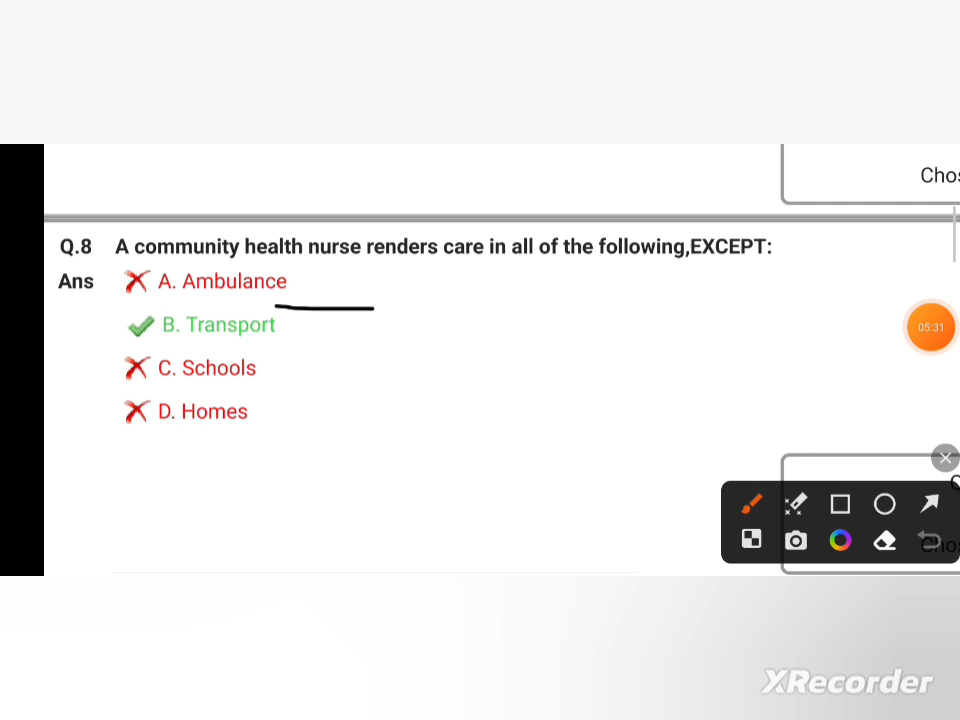 Chos
Q.8 A community health nurse renders care in all of the following,EXCEPT:
Ans A. Ambulance
B. Transport
05:31
C. Schools
D. Homes
Cho
XRecorder